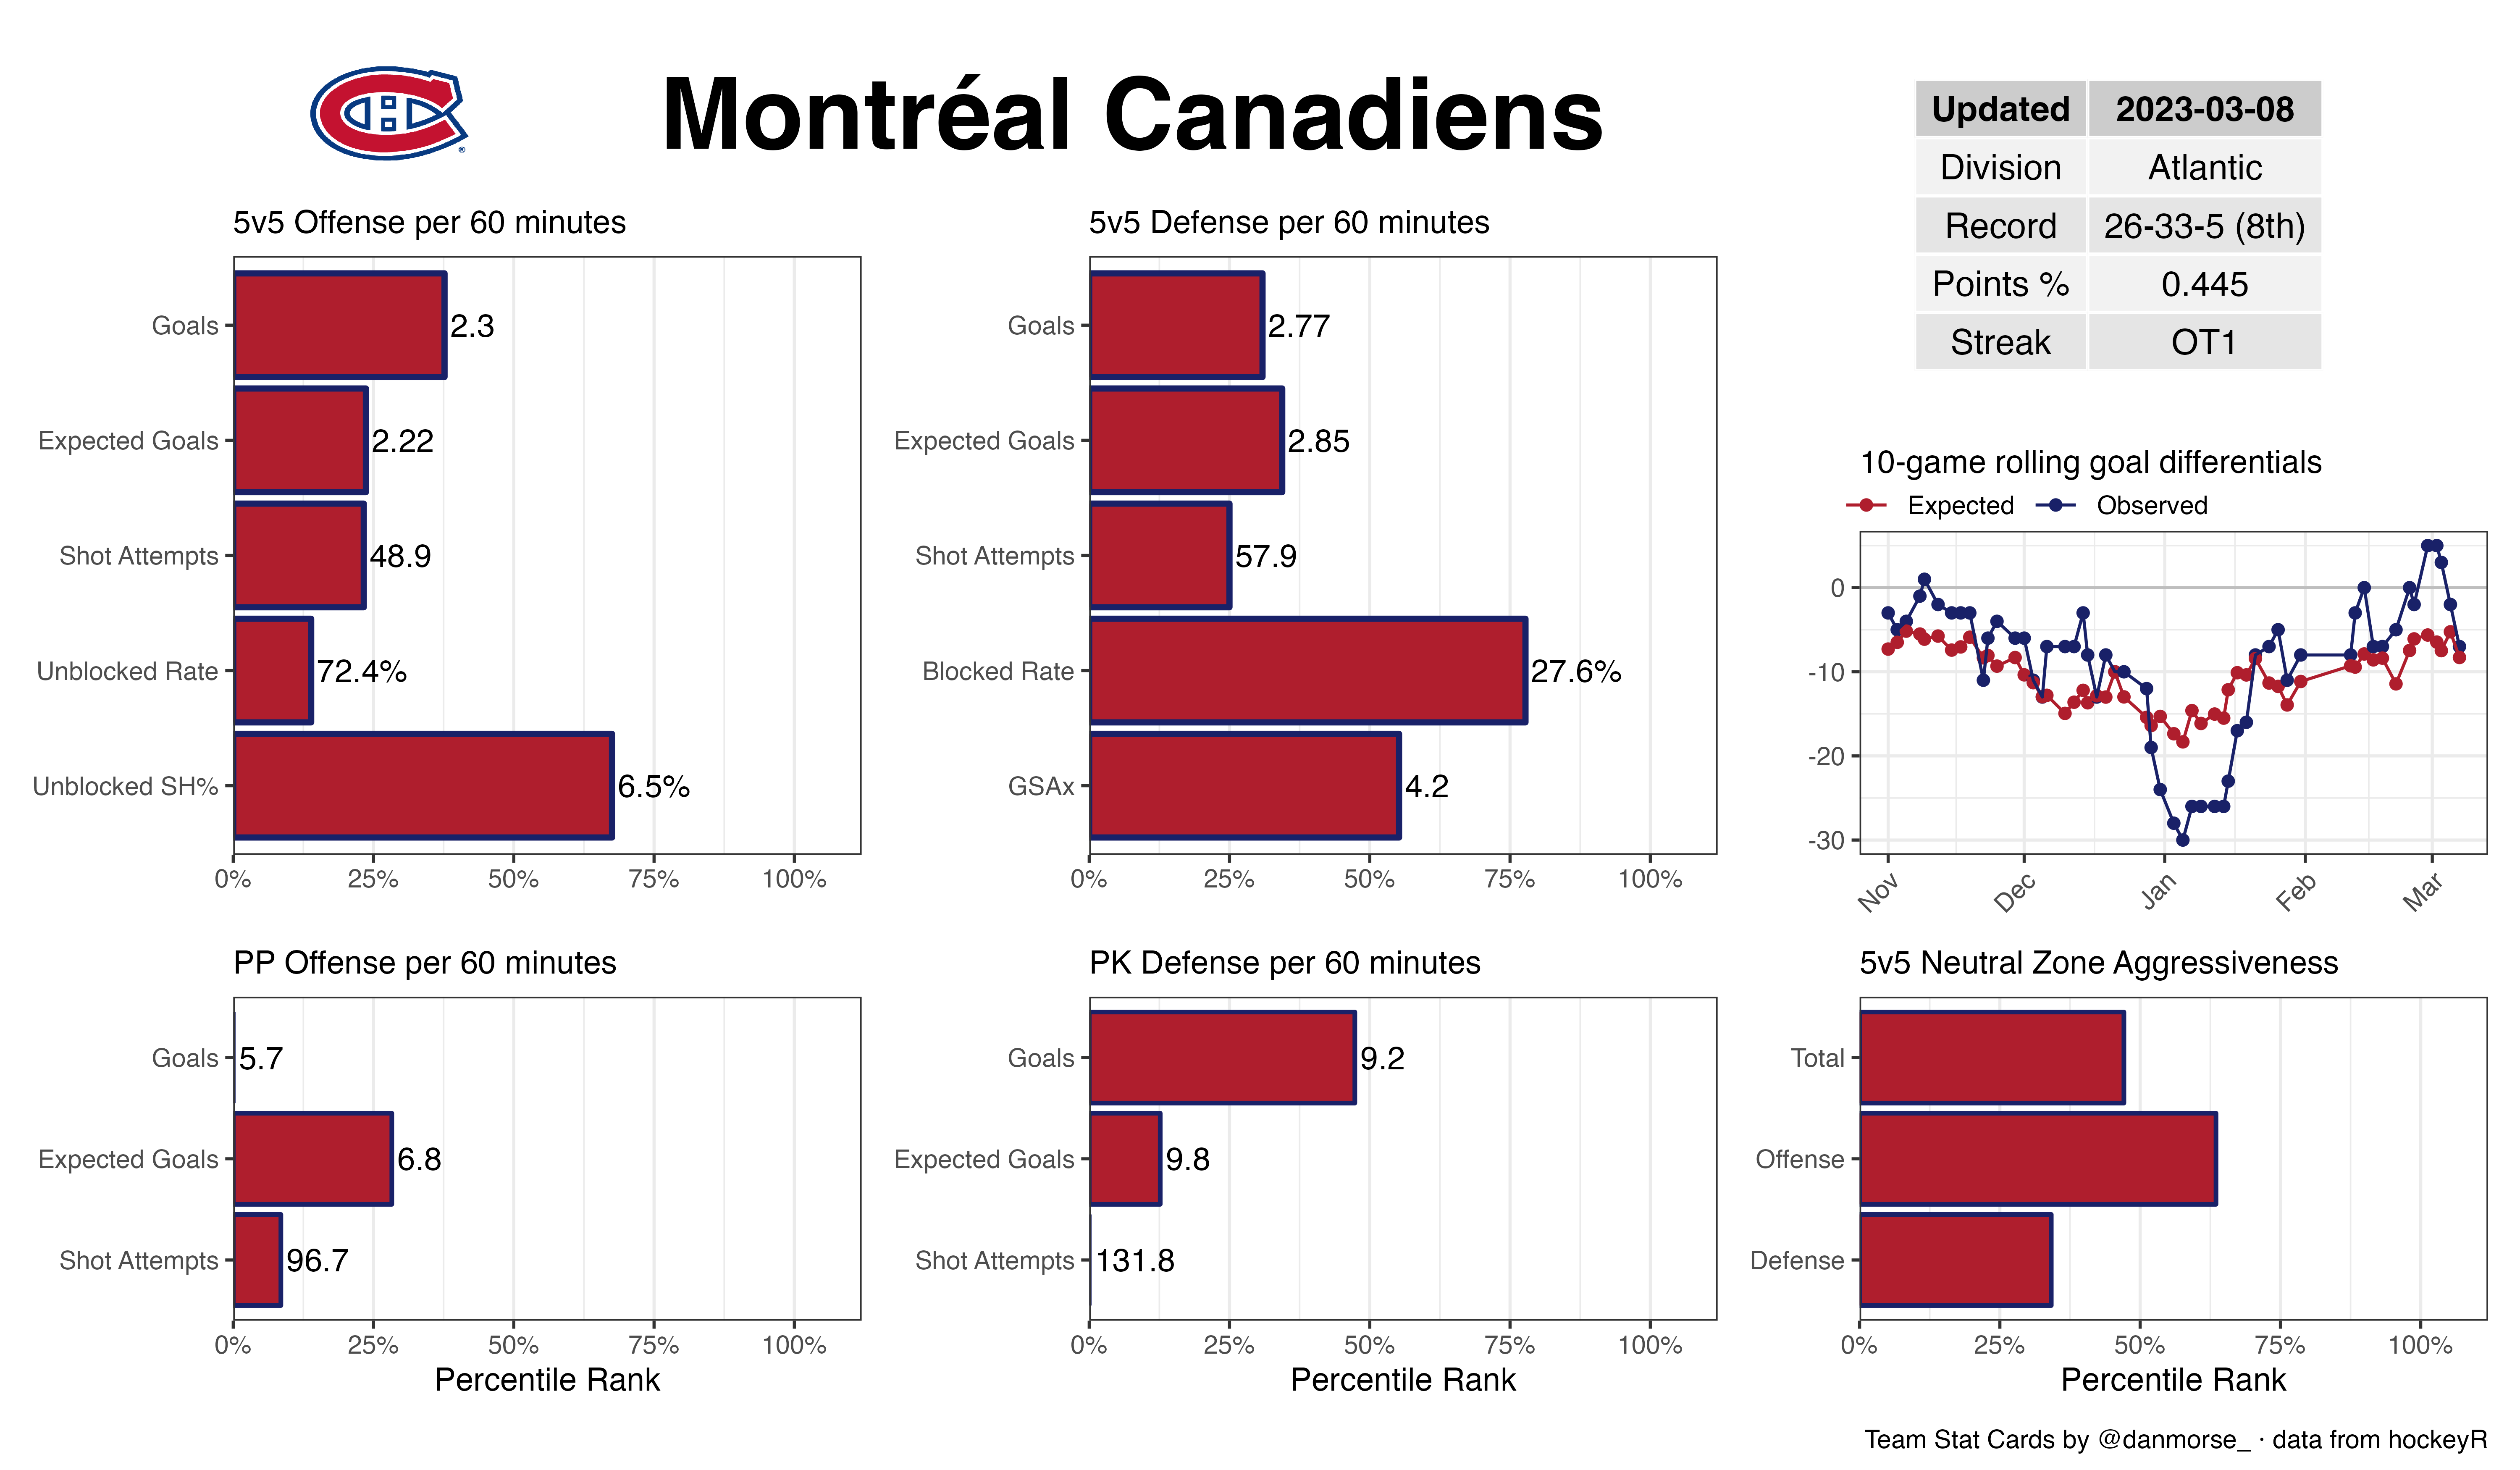 Montréal Canadiens
Updated 2023-03-08
Division Atlantic
Record 26-33-5 (8th)
Points % 0.445
Streak OT1
5v5 Offense per 60 minutes
Goals 2.3
Expected Goals 2.22
Shot Attempts 48.9
Unblocked Rate 72.4%
Unblocked SH% 6.5%
0% 25% 50% 75% 100%
5v5 Defense per 60 minutes
Goals 2.77
Expected Goals 2.85
Shot Attempts 57.9
Blocked Rate 27.6%
GSAx 4.2
0% 25% 50% 75% 100%
10-game rolling goal differentials
Expected Observed
0
-10
-20
-30
Nov Dec Jan Feb Mar
PP Offense per 60 minutes
Goals 5.7
Expected Goals 6.8
Shot Attempts 96.7
0% 25% 50% 75% 100%
Percentile Rank
PK Defense per 60 minutes
Goals 9.2
Expected Goals 9.8
Shot Attempts 131.8
0% 25% 50% 75% 100%
Percentile Rank
5v5 Neutral Zone Aggressiveness
Total
Offense
Defense
0% 25% 50% 75% 100%
Percentile Rank
Team Stat Cards by @danmorse_ · data from hockeyR